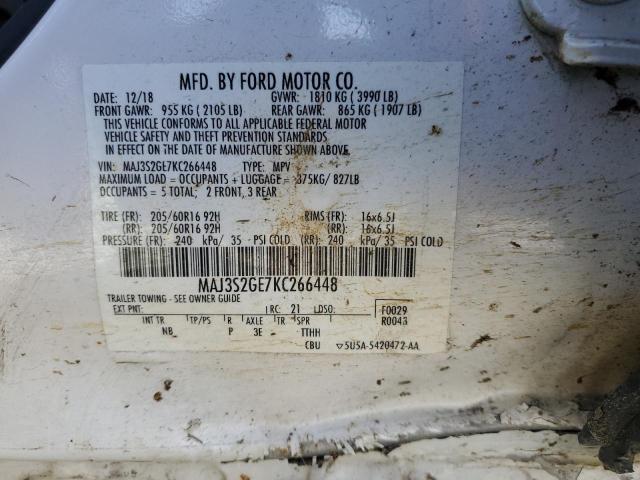 MFD. BY FORD MOTOR CO.
DATE: 12/18 GVWR: 1810 KG ( 3990 LB)
FRONT GAWR: 955 KG ( 2105 LB) REAR GAWR: 865 KG ( 1907 LB)
THIS VEHICLE CONFORMS TO ALL APPLICABLE FEDERAL MOTOR
VEHICLE SAFETY AND THEFT PREVENTION STANDARDS
IN EFFECT ON THE DATE OF MANUFACTURE SHOWN ABOVE.
VIN: MAJ3S2GE7KC266448 TYPE: MPV
MAXIMUM LOAD = OCCUPANTS + LUGGAGE = 375KG/ 827LB
OCCUPANTS = 5 TOTAL, 2 FRONT, 3 REAR
TIRE (FR): 205/60R16 92H RIMS (FR): 16x6.5J
(RR): 205/60R16 92H (RR): 16x6.5J
PRESSURE (FR): 240 kPa/ 35 PSI COLD (RR): 240 kPa/ 35 PSI COLD
MAJ3S2GE7KC266448
TRAILER TOWING - SEE OWNER GUIDE
EXT PNT: RC: 21 LDSO: F0029
R0043
INT TR TP/PS R AXLE TR SPR
NB P 3E TTHH
CBU ▽5U5A-5420472-AA